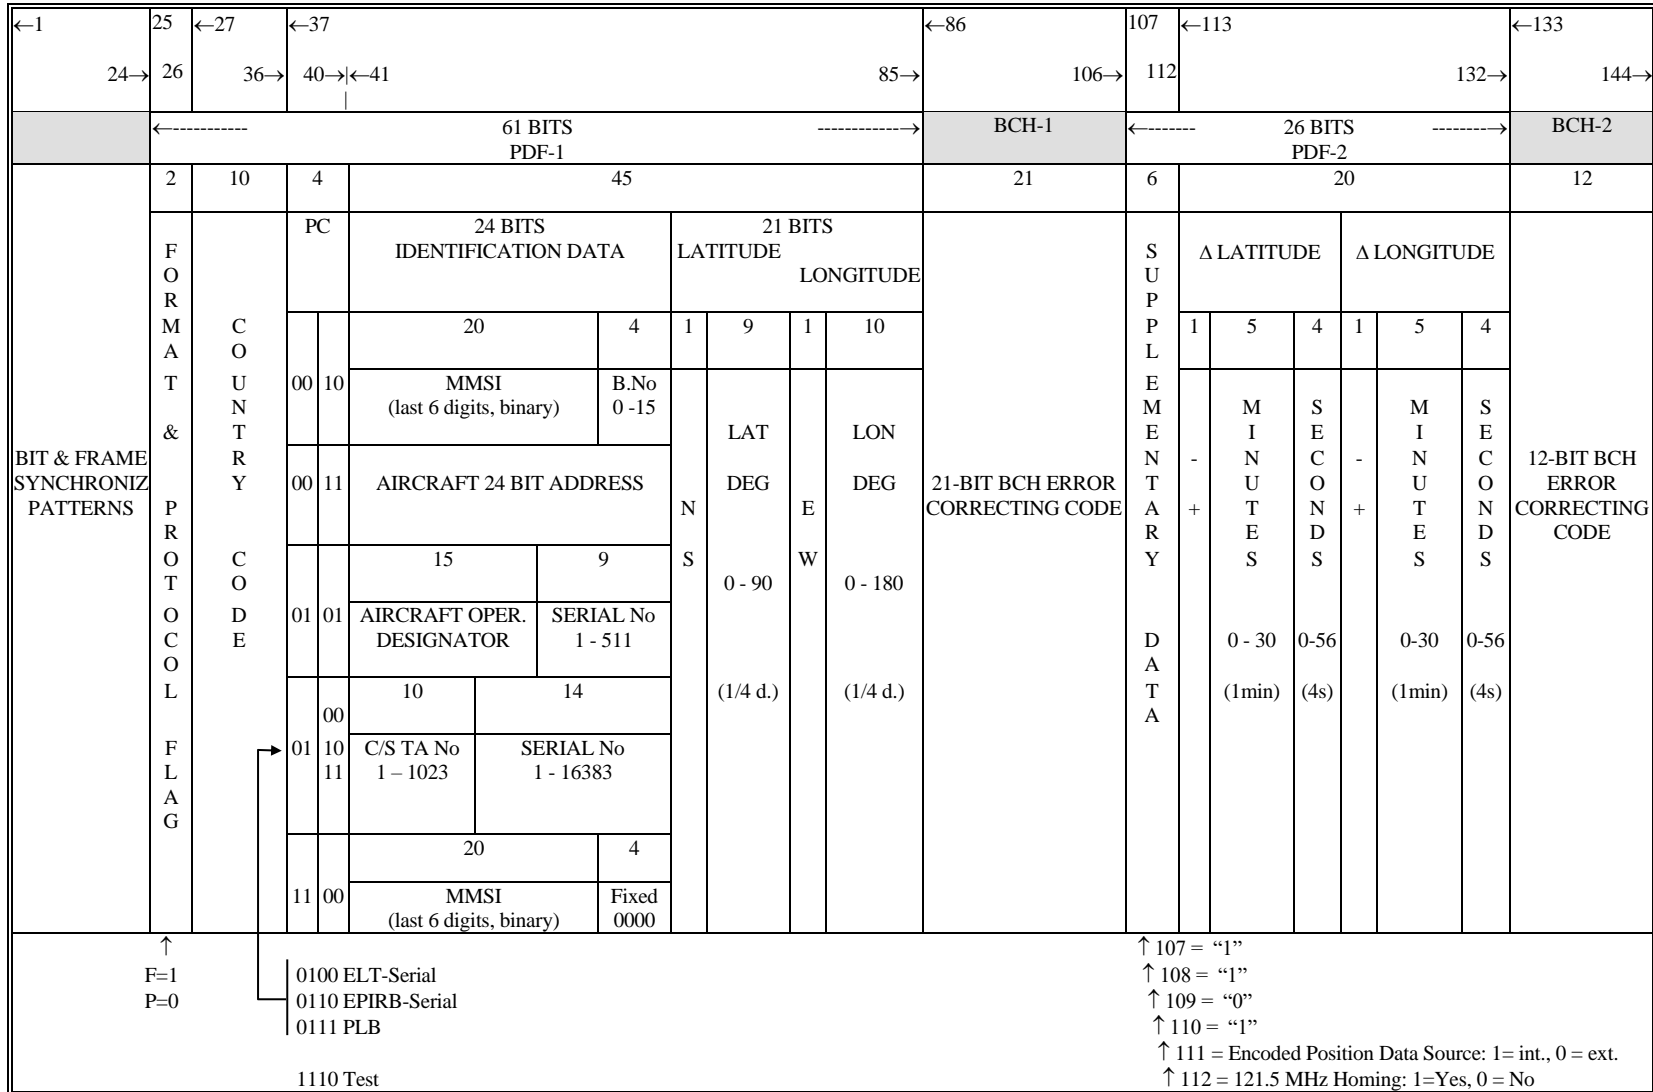 ←1 25 ←27 ←37 ←86 107 ←113 ←133
24→ 26 36→ 40→|←41 85→ 106→ 112 132→ 144→
←----------- 61 BITS ------------→ BCH-1 ←-------- 26 BITS --------→ BCH-2
PDF-1 PDF-2
2 10 4 45 21 6 20 12
PC 24 BITS 21 BITS
IDENTIFICATION DATA LATITUDE Δ LATITUDE Δ LONGITUDE
LONGITUDE
FORMAT & PROTOCOL FLAG
COUNTRY CODE
20 4 1 9 1 10 1 5 4 1 5 4
00 10 MMSI B.No
(last 6 digits, binary) 0 -15
00 11 AIRCRAFT 24 BIT ADDRESS
15 9
01 01 AIRCRAFT OPER. SERIAL No
DESIGNATOR 1 - 511
10 14
00
01 10 C/S TA No SERIAL No
11 1 – 1023 1 - 16383
20 4
11 00 MMSI Fixed
(last 6 digits, binary) 0000
BIT & FRAME
SYNCHRONIZ
PATTERNS
N
S
LAT
DEG
0 - 90
(1/4 d.)
E
W
LON
DEG
0 - 180
(1/4 d.)
21-BIT BCH ERROR
CORRECTING CODE
SUPPLEMENTARY DATA
-
+
MINUTES
0 - 30
(1min)
SECONDS
0-56
(4s)
-
+
MINUTES
0-30
(1min)
SECONDS
0-56
(4s)
12-BIT BCH
ERROR
CORRECTING
CODE
↑
F=1
P=0
0100 ELT-Serial
0110 EPIRB-Serial
0111 PLB
1110 Test
↑ 107 = “1”
↑ 108 = “1”
↑ 109 = “0”
↑ 110 = “1”
↑ 111 = Encoded Position Data Source: 1= int., 0 = ext.
↑ 112 = 121.5 MHz Homing: 1=Yes, 0 = No